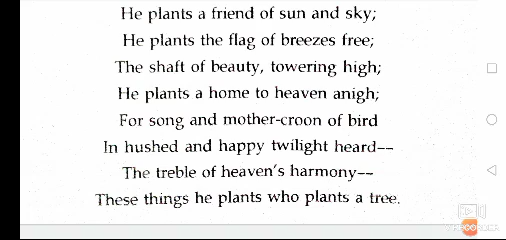 He plants a friend of sun and sky;
He plants the flag of breezes free;
The shaft of beauty, towering high;
He plants a home to heaven anigh;
For song and mother-croon of bird
In hushed and happy twilight heard--
The treble of heaven's harmony--
These things he plants who plants a tree.